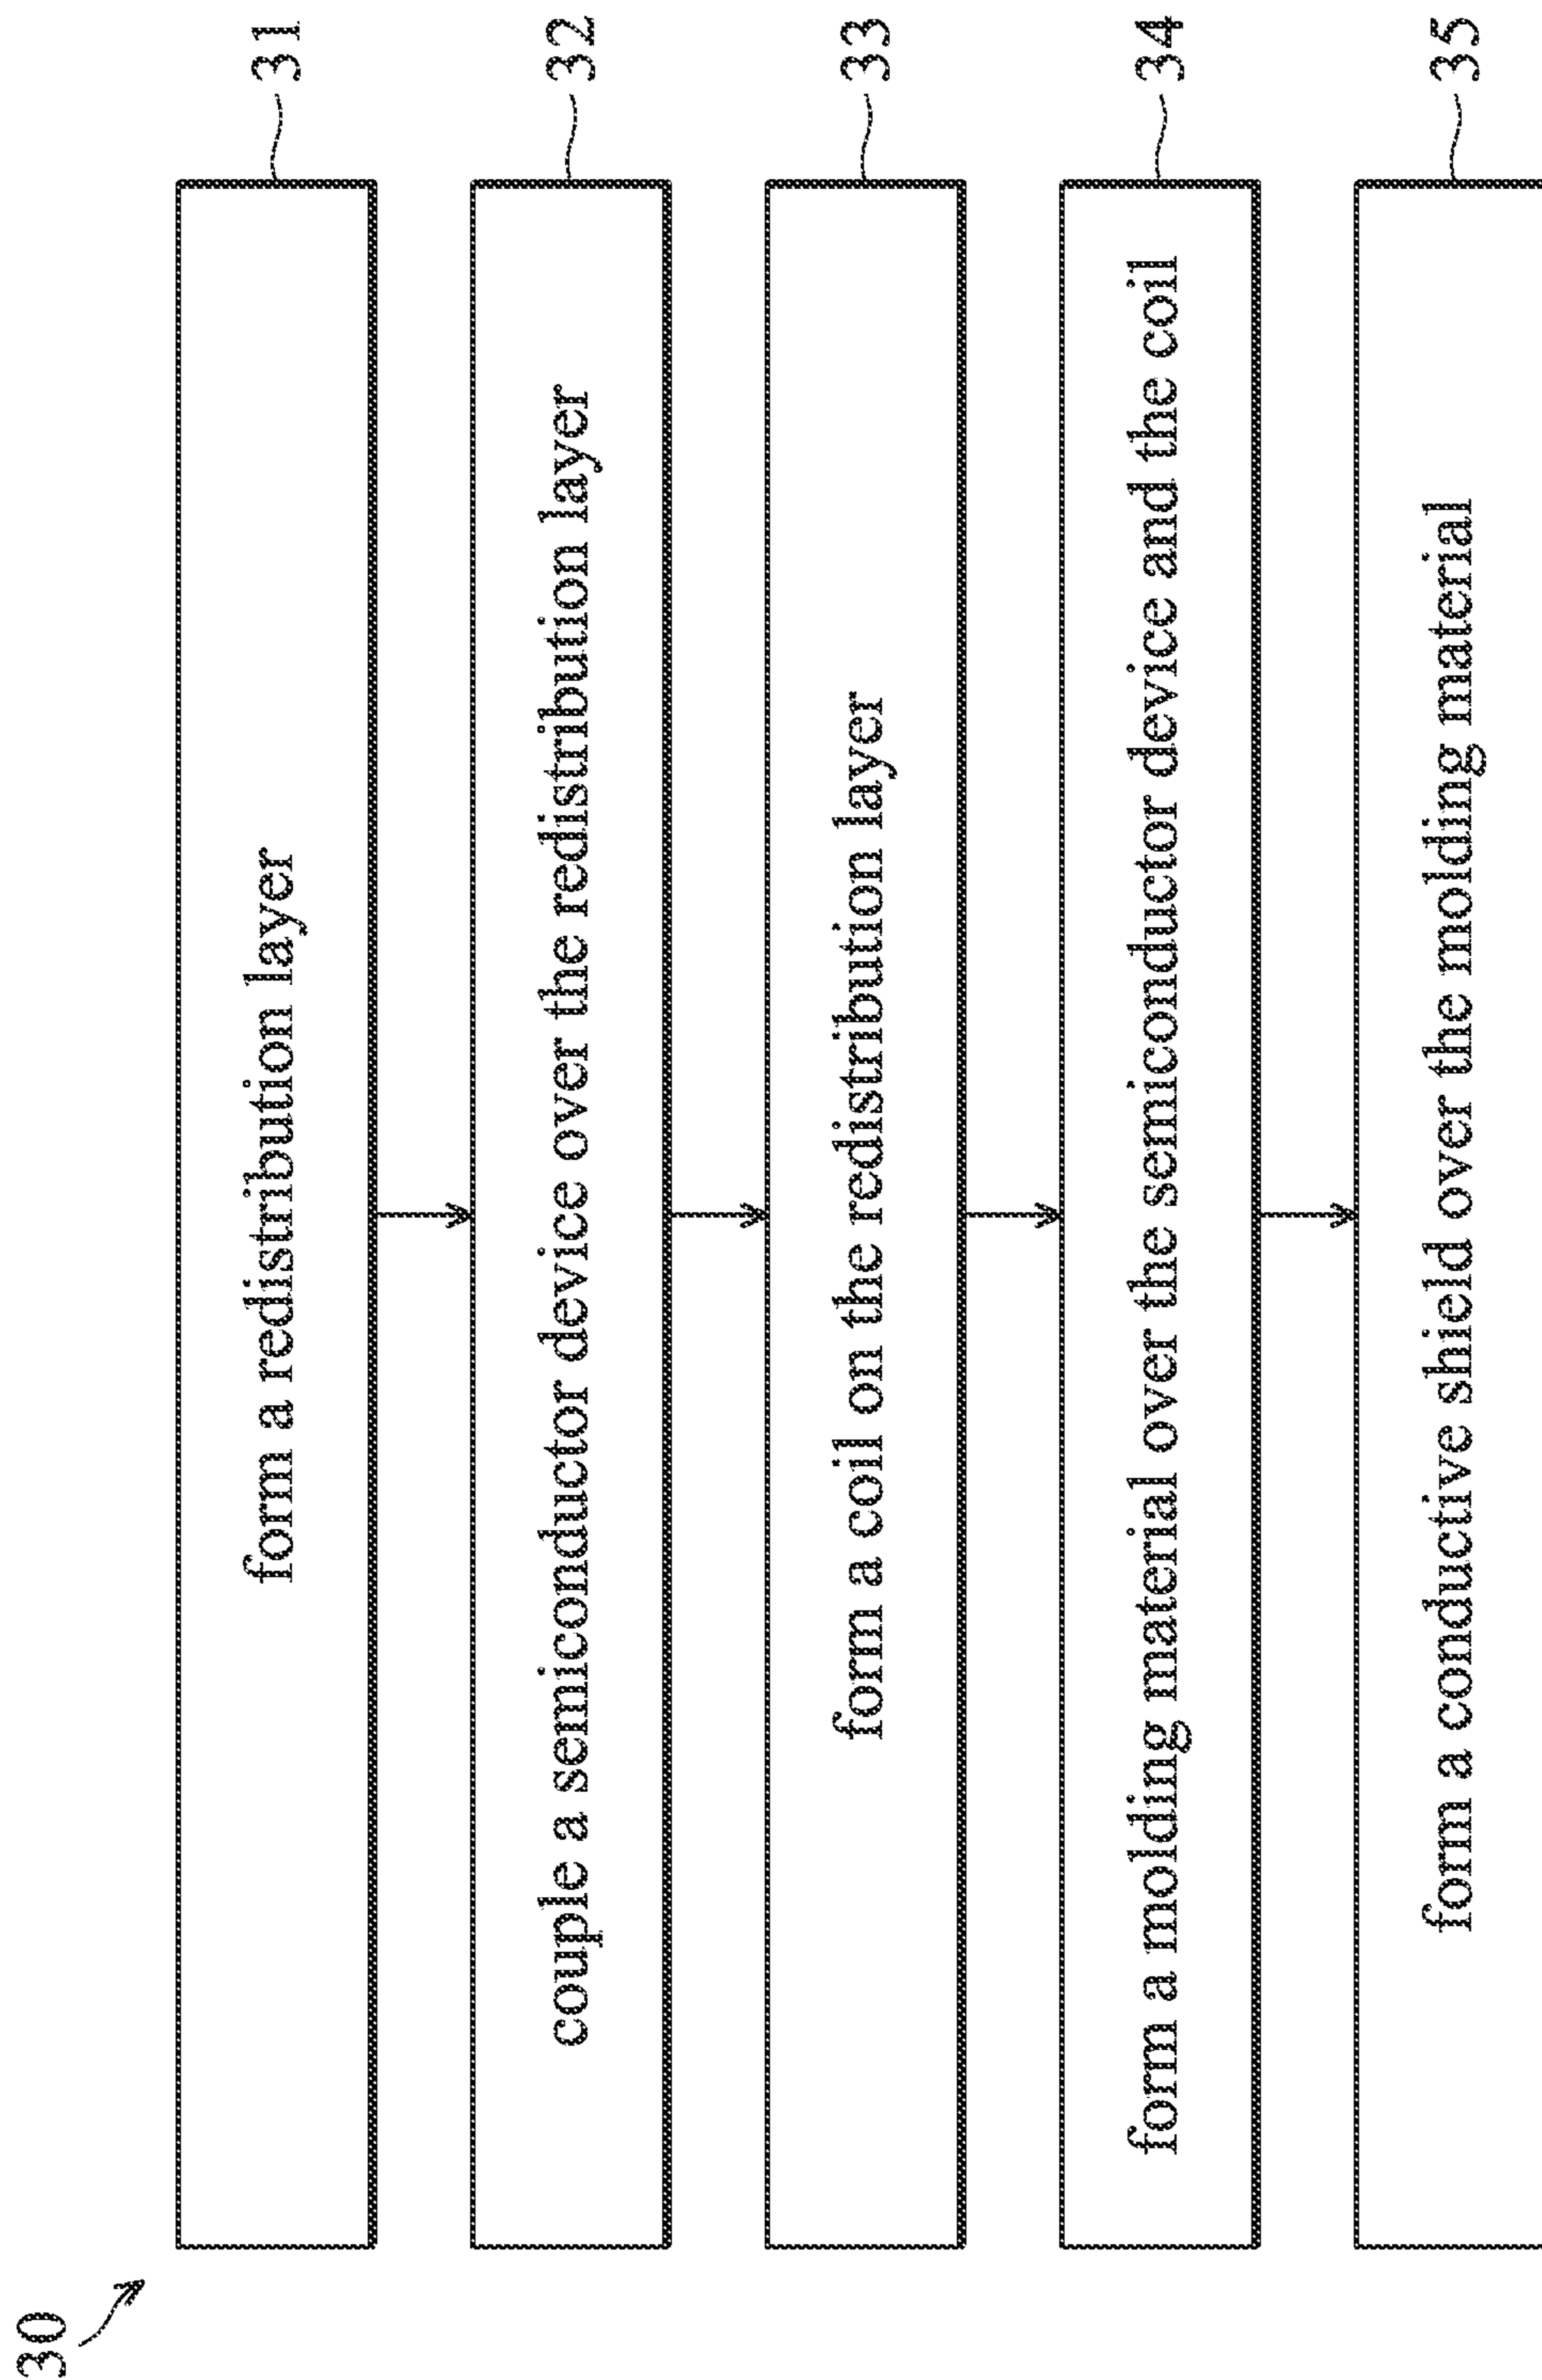 30
form a redistribution layer
31
couple a semiconductor device over the redistribution layer
32
form a coil on the redistribution layer
33
form a molding material over the semiconductor device and the coil
34
form a conductive shield over the molding material
35